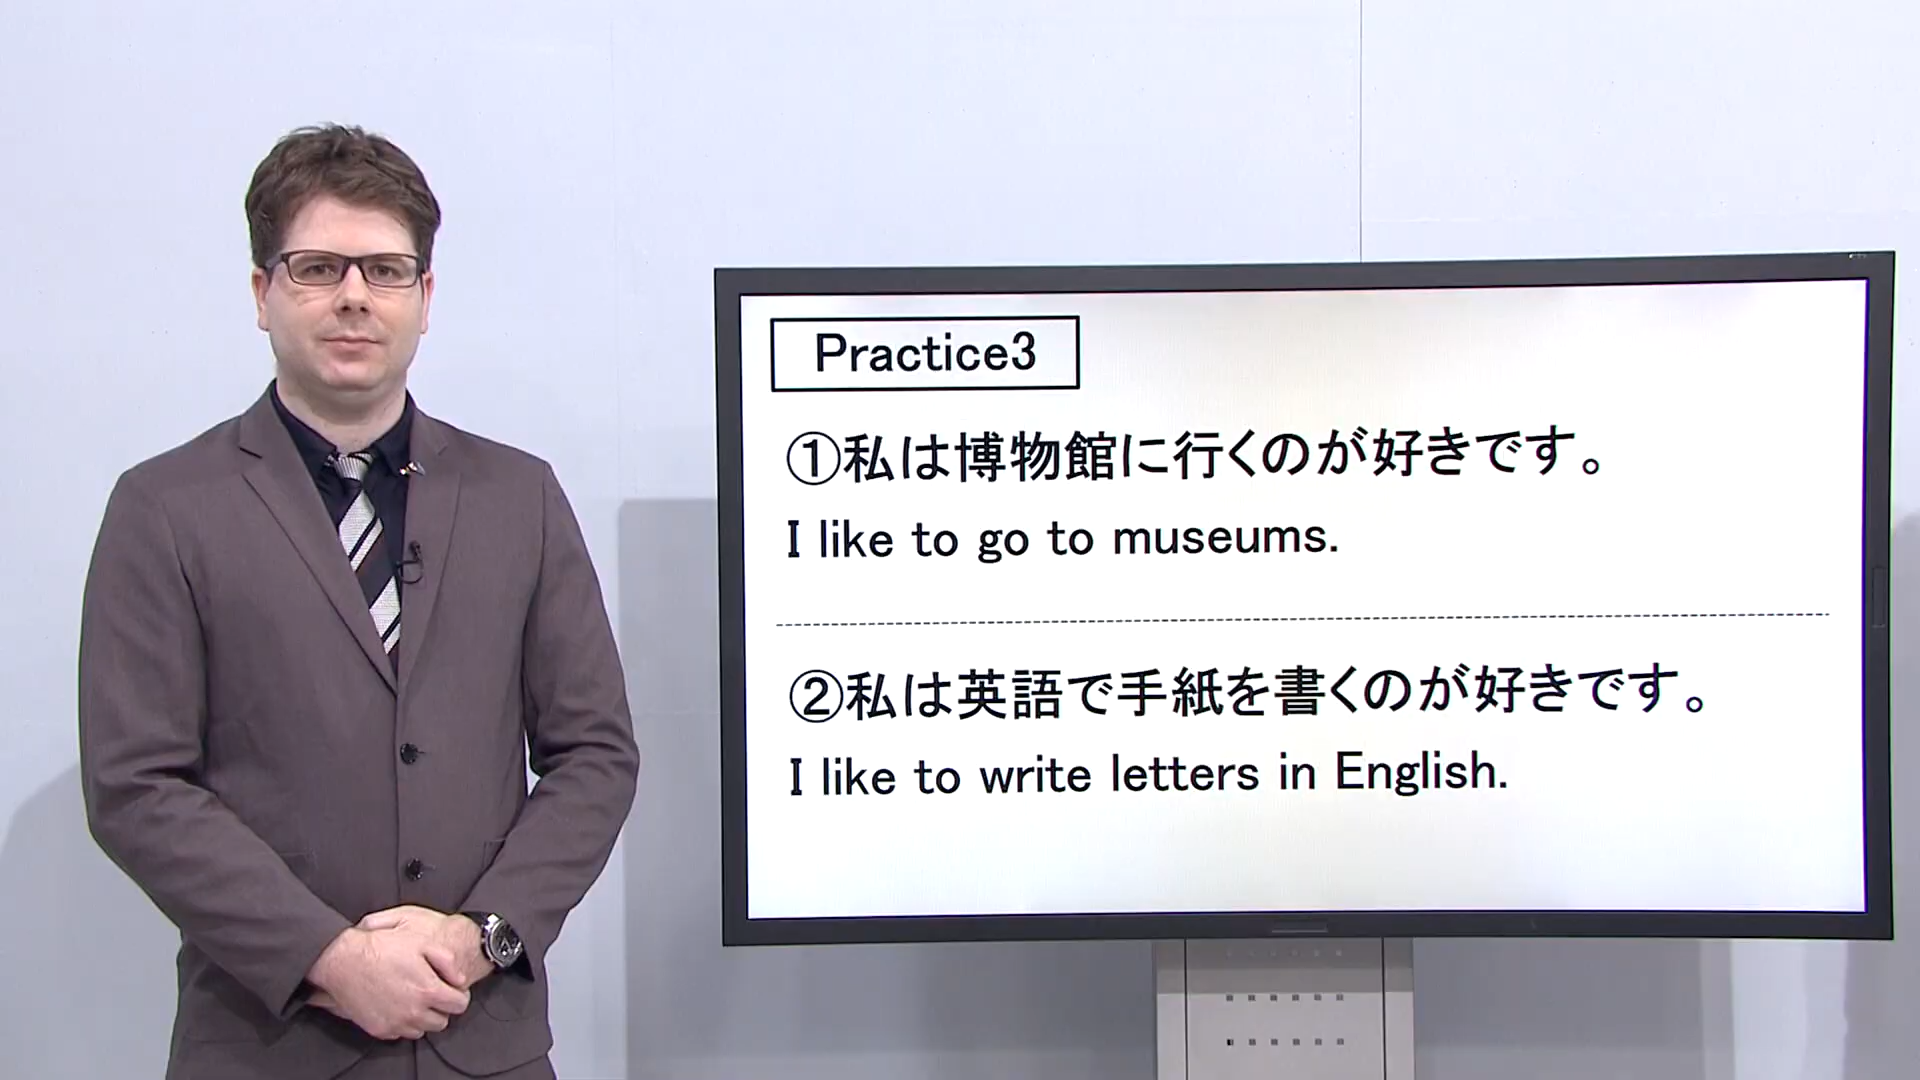 Practice3
①私は博物館に行くのが好きです。
I like to go to museums.
②私は英語で手紙を書くのが好きです。
I like to write letters in English.